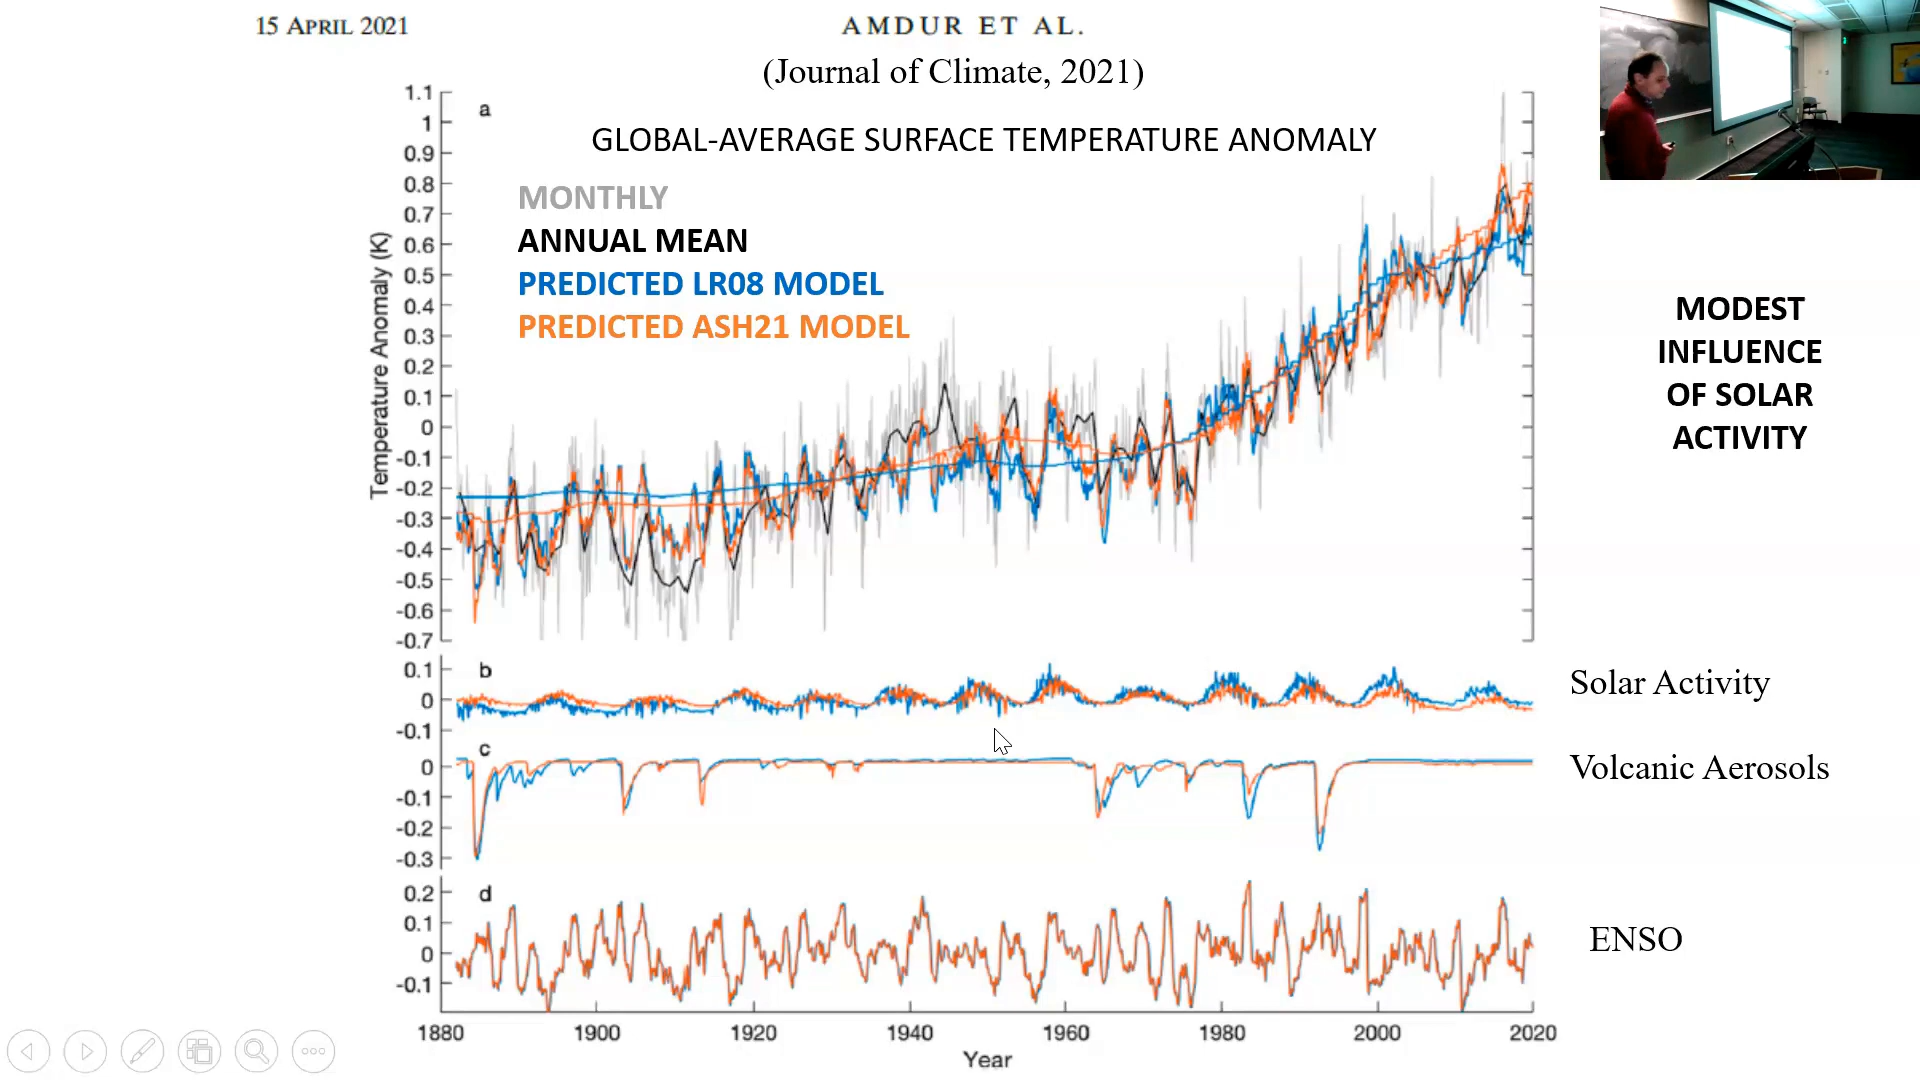 15 APRIL 2021
AMDUR ET AL.
(Journal of Climate, 2021)
a
GLOBAL-AVERAGE SURFACE TEMPERATURE ANOMALY
MONTHLY
ANNUAL MEAN
PREDICTED LR08 MODEL
PREDICTED ASH21 MODEL
Temperature Anomaly (K)
1.1
1
0.9
0.8
0.7
0.6
0.5
0.4
0.3
0.2
0.1
0
-0.1
-0.2
-0.3
-0.4
-0.5
-0.6
-0.7
MODEST
INFLUENCE
OF SOLAR
ACTIVITY
b
0.1
0
-0.1
Solar Activity
c
0
-0.1
-0.2
-0.3
Volcanic Aerosols
d
0.2
0.1
0
-0.1
ENSO
1880 1900 1920 1940 1960 1980 2000 2020
Year